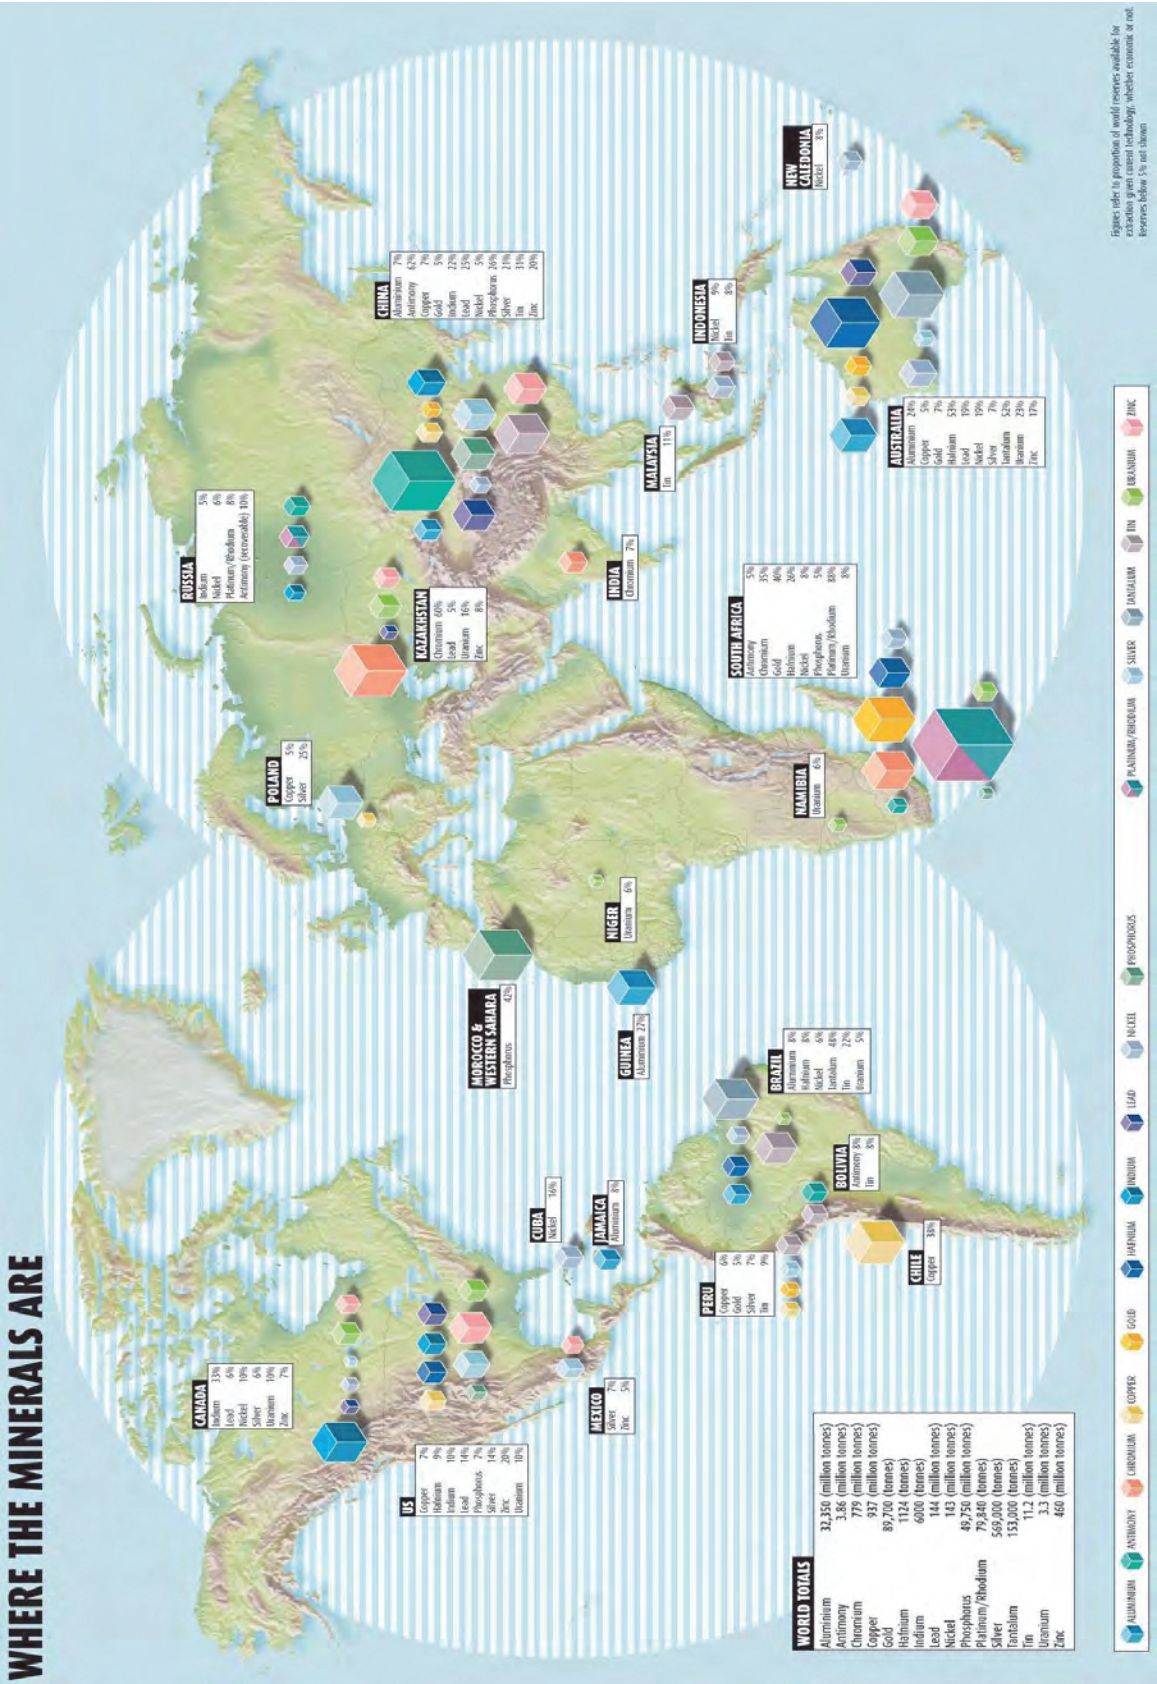 WHERE THE MINERALS ARE
CANADA
Indium 33%
Lead 6%
Nickel 10%
Silver 6%
Uranium 10%
Zinc 7%
US
Copper 7%
Hafnium 9%
Indium 10%
Lead 14%
Phosphorus 7%
Silver 14%
Zinc 20%
Uranium 10%
MEXICO
Silver 7%
Zinc 5%
CUBA
Nickel 16%
JAMAICA
Aluminium 8%
PERU
Copper 6%
Gold 5%
Silver 7%
Tin 9%
CHILE
Copper 38%
BOLIVIA
Antimony 8%
Tin 8%
BRAZIL
Aluminium 8%
Hafnium 8%
Nickel 6%
Tantalum 48%
Tin 22%
Uranium 5%
MOROCCO &
WESTERN SAHARA
Phosphorus 42%
GUINEA
Aluminium 27%
NIGER
Uranium 6%
NAMIBIA
Uranium 6%
SOUTH AFRICA
Antimony 5%
Chromium 35%
Gold 40%
Hafnium 26%
Nickel 8%
Phosphorus 5%
Platinum/Rhodium 88%
Uranium 8%
POLAND
Copper 5%
Silver 25%
RUSSIA
Indium 5%
Nickel 6%
Platinum/Rhodium 8%
Antimony (recoverable) 10%
KAZAKHSTAN
Chromium 60%
Lead 5%
Uranium 16%
Zinc 8%
CHINA
Aluminium 7%
Antimony 62%
Copper 7%
Gold 5%
Indium 22%
Lead 25%
Nickel 5%
Phosphorus 26%
Silver 21%
Tin 31%
Zinc 20%
INDIA
Chromium 7%
MALAYSIA
Tin 11%
INDONESIA
Nickel 9%
Tin 8%
NEW
CALEDONIA
Nickel 8%
AUSTRALIA
Aluminium 24%
Copper 5%
Gold 7%
Hafnium 53%
Lead 19%
Nickel 19%
Silver 7%
Tantalum 52%
Uranium 23%
Zinc 17%
WORLD TOTALS
Aluminium 32,350 (million tonnes)
Antimony 3.86 (million tonnes)
Chromium 779 (million tonnes)
Copper 937 (million tonnes)
Gold 89,700 (tonnes)
Hafnium 1124 (tonnes)
Indium 6000 (tonnes)
Lead 144 (million tonnes)
Nickel 143 (million tonnes)
Phosphorus 49,750 (million tonnes)
Platinum/Rhodium 79,840 (tonnes)
Silver 569,000 (tonnes)
Tantalum 153,000 (tonnes)
Tin 11.2 (million tonnes)
Uranium 3.3 (million tonnes)
Zinc 460 (million tonnes)
ALUMINIUM ANTIMONY CHROMIUM COPPER GOLD HAFNIUM INDIUM LEAD NICKEL PHOSPHORUS PLATINUM/RHODIUM SILVER TANTALUM TIN URANIUM ZINC
Figures refer to proportion of world reserves available for
extraction given current technology, whether economic or not.
Reserves below 5% not shown